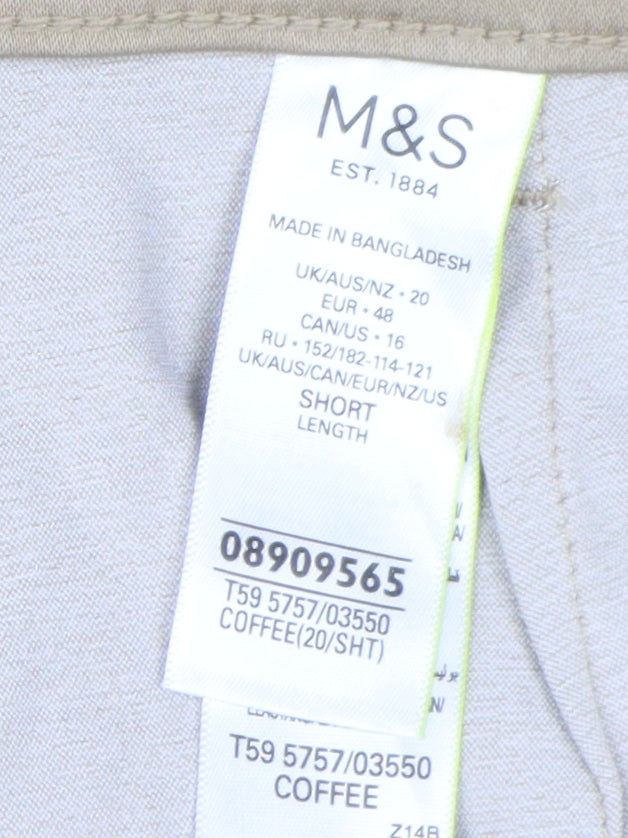 M&S
EST. 1884
MADE IN BANGLADESH
UK/AUS/NZ • 20
EUR • 48
CAN/US • 16
RU • 152/182-114-121
UK/AUS/CAN/EUR/NZ/US
SHORT
LENGTH
08909565
T59 5757/03550
COFFEE(20/SHT)
T59 5757/03550
COFFEE
Z14B